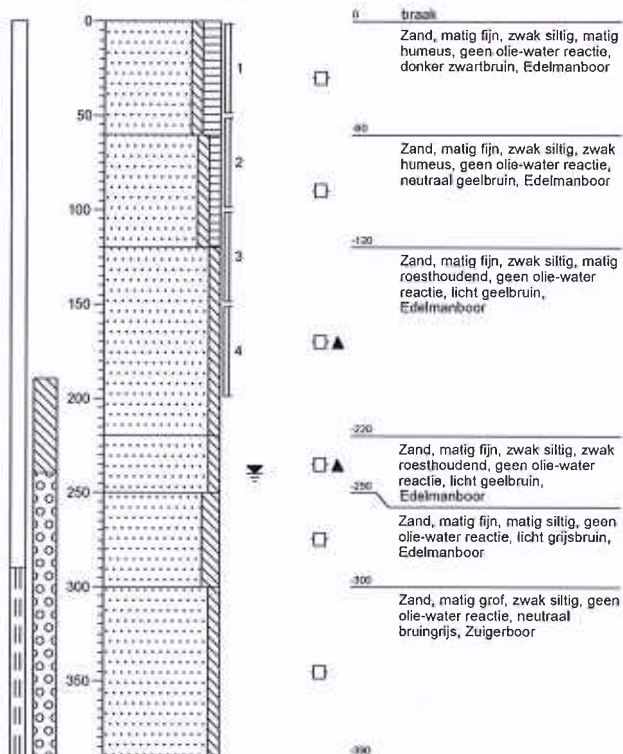 0
50
100
150
200
250
300
350
1
2
3
4
0 braak
Zand, matig fijn, zwak siltig, matig
humeus, geen olie-water reactie,
donker zwartbruin, Edelmanboor
-60
Zand, matig fijn, zwak siltig, zwak
humeus, geen olie-water reactie,
neutraal geelbruin, Edelmanboor
-120
Zand, matig fijn, zwak siltig, matig
roesthoudend, geen olie-water
reactie, licht geelbruin,
Edelmanboor
-220
Zand, matig fijn, zwak siltig, zwak
roesthoudend, geen olie-water
reactie, licht geelbruin,
Edelmanboor
-250
Zand, matig fijn, matig siltig, geen
olie-water reactie, licht grijsbruin,
Edelmanboor
-300
Zand, matig grof, zwak siltig, geen
olie-water reactie, neutraal
bruingrijs, Zuigerboor
-390